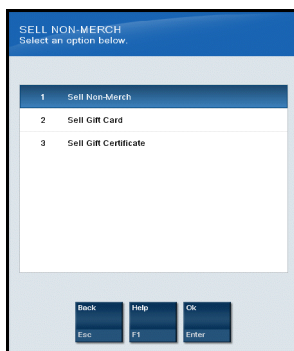 SELL NON-MERCH
Select an option below.
1 Sell Non-Merch
2 Sell Gift Card
3 Sell Gift Certificate
Back Help Ok
Esc F1 Enter